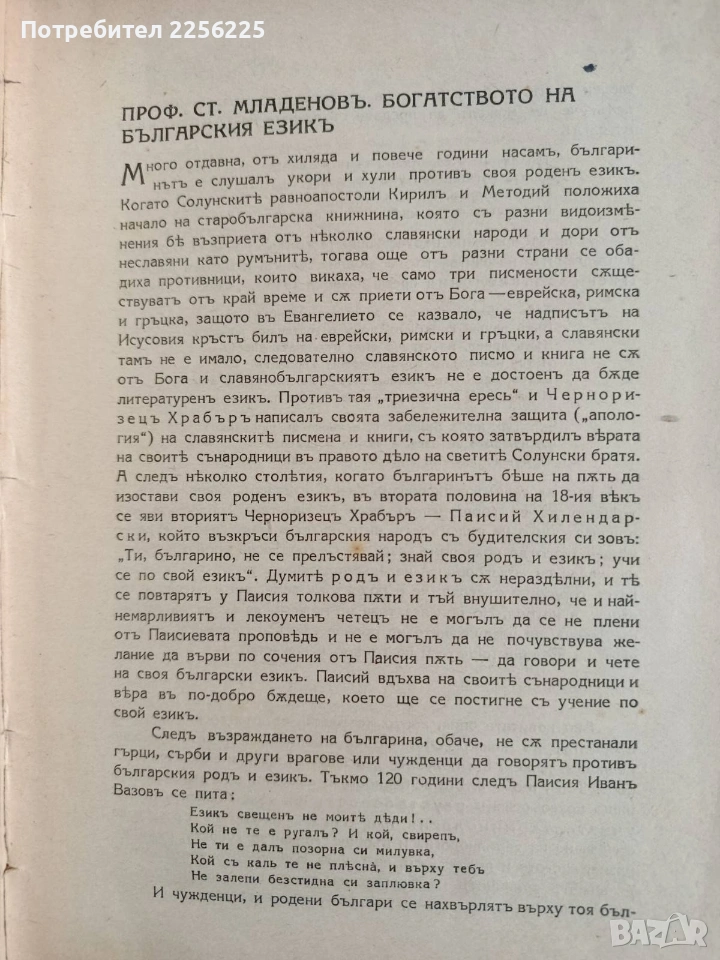 Потребител 2256225
ПРОФ. СТ. МЛАДЕНОВЪ. БОГАТСТВОТО НА
БЪЛГАРСКИЯ ЕЗИКЪ
Много отдавна, отъ хиляда и повече години насамъ, българи-
нътъ е слушалъ укори и хули противъ своя роденъ езикъ.
Когато Солунскитѣ равноапостоли Кирилъ и Методий положиха
начало на старобългарска книжнина, която съ разни видоизмѣ-
нения бѣ възприета отъ нѣколко славянски народи и дори отъ
неславяни като румънитѣ, тогава още отъ разни страни се оба-
диха противници, които викаха, че само три писмености сѫще-
ствуватъ отъ край време и сѫ приети отъ Бога — еврейска, римска
и гръцка, защото въ Евангелието се казвало, че надписътъ на
Исусовия кръстъ билъ на еврейски, римски и гръцки, а славянски
тамъ не е имало, следователно славянското писмо и книга не сѫ
отъ Бога и славянобългарскиятъ езикъ не е достоенъ да бѫде
литературенъ езикъ. Противъ тая „триезична ересь“ и Чернори-
зецъ Храбъръ написалъ своята забележителна защита („аполо-
гия“) на славянскитѣ писмена и книги, съ която затвърдилъ вѣрата
на своитѣ сънародници въ правото дѣло на светитѣ Солунски братя.
А следъ нѣколко столѣтия, когато българинътъ бѣше на пѫть да
изостави своя роденъ езикъ, въ втората половина на 18-ия вѣкъ
се яви вториятъ Черноризецъ Храбъръ — Паисий Хилендар-
ски, който възкръси българския народъ съ будителския си зовъ:
„Ти, българино, не се прелъстявай; знай своя родъ и езикъ; учи
се по свой езикъ“. Думитѣ родъ и езикъ сѫ нераздѣлни, и тѣ
се повтарятъ у Паисия толкова пѫти и тъй внушително, че и най-
немарливиятъ и лекоуменъ четецъ не е могълъ да се не плени
отъ Паисиевата проповѣдь и не е могълъ да не почувствува же-
лание да върви по сочения отъ Паисия пѫть — да говори и чете
на своя български езикъ. Паисий вдъхва на своитѣ сънародници и
вѣра въ по-добро бѫдеще, което ще се постигне съ учение по
свой езикъ.
Следъ възраждането на българина, обаче, не сѫ престанали
гърци, сърби и други врагове или чужденци да говорятъ противъ
българския родъ и езикъ. Тъкмо 120 години следъ Паисия Иванъ
Вазовъ се пита:
Езикъ свещенъ не моитѣ дѣди!..
Кой не те е ругалъ? И кой, свирепъ,
Не ти е далъ позорна си милувка,
Кой съ калъ те не плѣснà, и върху тебъ
Не залепи безстидна си заплювка?
И чужденци, и родени българи се нахвърлятъ върху тоя бъл-
BAZAR